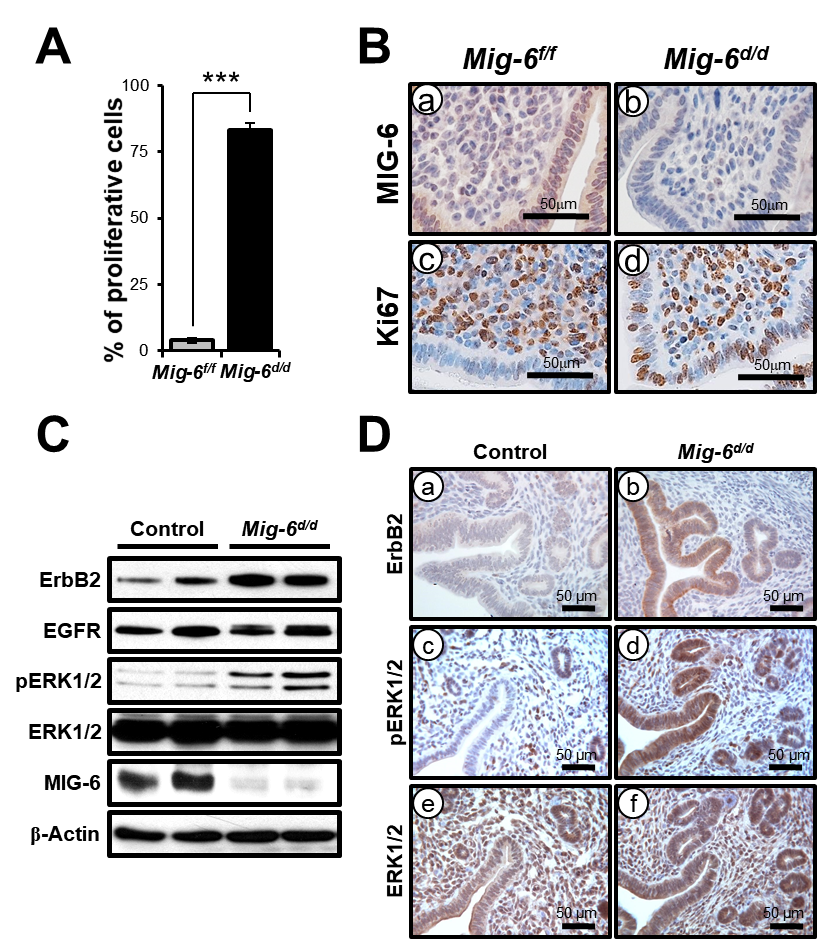 A
***
% of proliferative cells
100
75
50
25
0
Mig-6f/f Mig-6d/d
B
Mig-6f/f Mig-6d/d
MIG-6
a
50μm
b
50μm
Ki67
c
50μm
d
50μm
C
Control Mig-6d/d
ErbB2
EGFR
pERK1/2
ERK1/2
MIG-6
β-Actin
D
Control Mig-6d/d
ErbB2
a
50 μm
b
50 μm
pERK1/2
c
50 μm
d
50 μm
ERK1/2
e
50 μm
f
50 μm